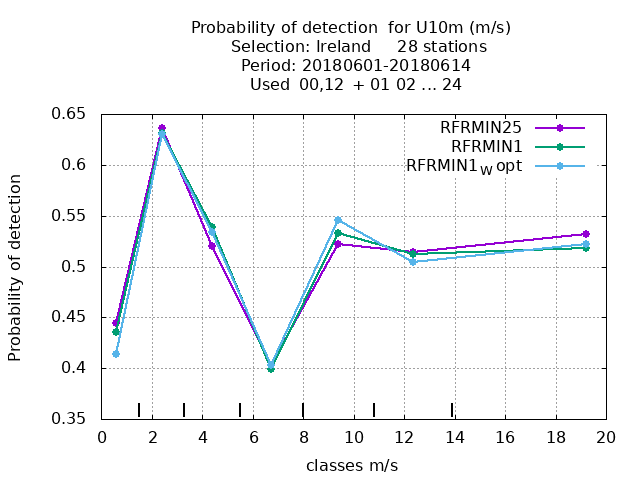 Probability of detection  for U10m (m/s)
Selection: Ireland     28 stations
Period: 20180601-20180614
Used  00,12  + 01 02 ... 24
RFRMIN25
RFRMIN1
RFRMIN1W opt
Probability of detection
0.65
0.6
0.55
0.5
0.45
0.4
0.35
0 2 4 6 8 10 12 14 16 18 20
classes m/s